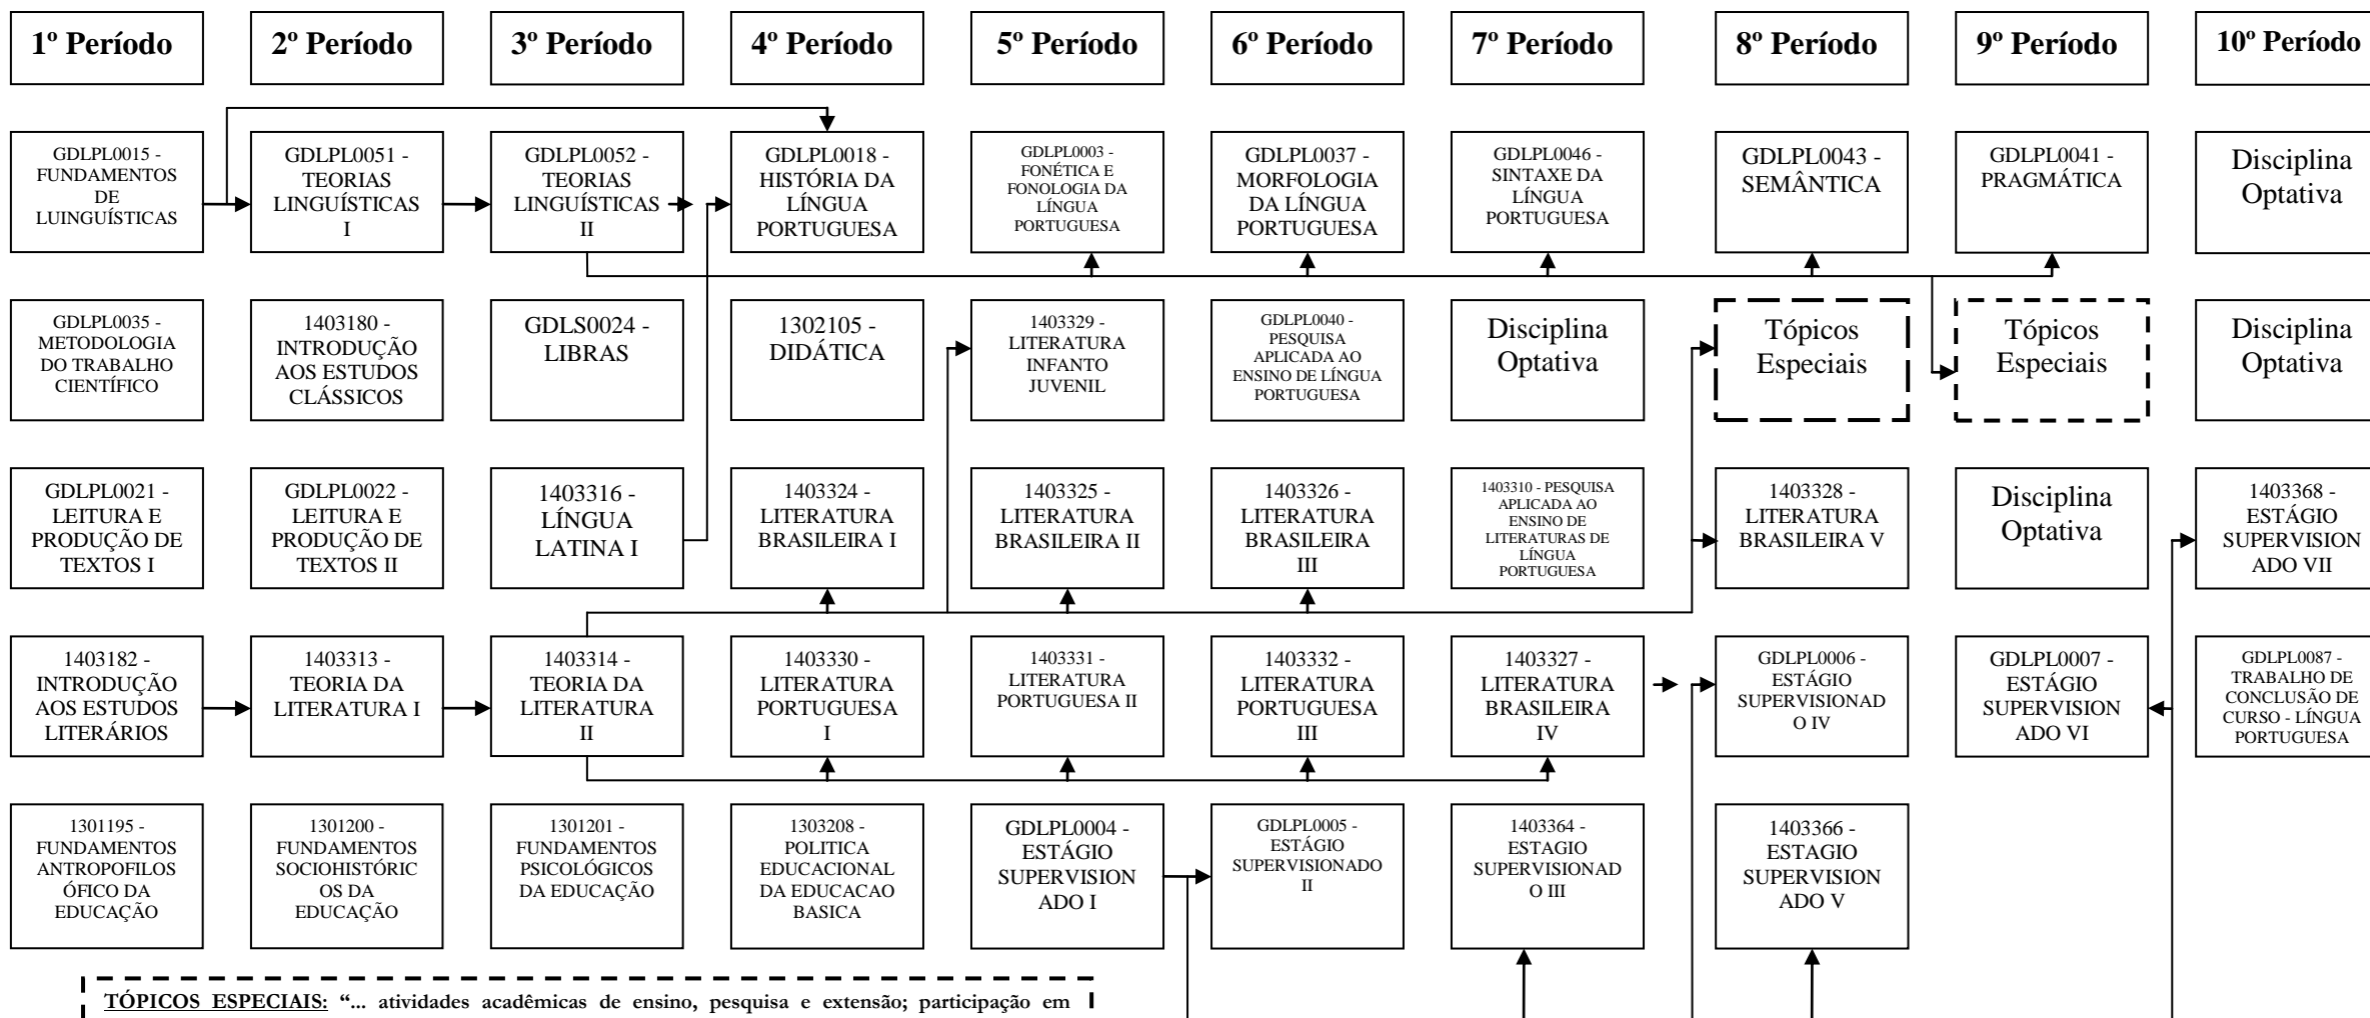 1º Período
2º Período
3º Período
4º Período
5º Período
6º Período
7º Período
8º Período
9º Período
10º Período
GDLPL0015 -
FUNDAMENTOS
DE
LUINGUÍSTICAS
GDLPL0051 -
TEORIAS
LINGUÍSTICAS
I
GDLPL0052 -
TEORIAS
LINGUÍSTICAS
II
GDLPL0018 -
HISTÓRIA DA
LÍNGUA
PORTUGUESA
GDLPL0003 -
FONÉTICA E
FONOLOGIA DA
LÍNGUA
PORTUGUESA
GDLPL0037 -
MORFOLOGIA
DA LÍNGUA
PORTUGUESA
GDLPL0046 -
SINTAXE DA
LÍNGUA
PORTUGUESA
GDLPL0043 -
SEMÂNTICA
GDLPL0041 -
PRAGMÁTICA
Disciplina
Optativa
GDLPL0035 -
METODOLOGIA
DO TRABALHO
CIENTÍFICO
1403180 -
INTRODUÇÃO
AOS ESTUDOS
CLÁSSICOS
GDLS0024 -
LIBRAS
1302105 -
DIDÁTICA
1403329 -
LITERATURA
INFANTO
JUVENIL
GDLPL0040 -
PESQUISA
APLICADA AO
ENSINO DE LÍNGUA
PORTUGUESA
Disciplina
Optativa
Tópicos
Especiais
Tópicos
Especiais
Disciplina
Optativa
GDLPL0021 -
LEITURA E
PRODUÇÃO DE
TEXTOS I
GDLPL0022 -
LEITURA E
PRODUÇÃO DE
TEXTOS II
1403316 -
LÍNGUA
LATINA I
1403324 -
LITERATURA
BRASILEIRA I
1403325 -
LITERATURA
BRASILEIRA II
1403326 -
LITERATURA
BRASILEIRA
III
1403310 - PESQUISA
APLICADA AO
ENSINO DE
LITERATURAS DE
LÍNGUA
PORTUGUESA
1403328 -
LITERATURA
BRASILEIRA V
Disciplina
Optativa
1403368 -
ESTÁGIO
SUPERVISION
ADO VII
1403182 -
INTRODUÇÃO
AOS ESTUDOS
LITERÁRIOS
1403313 -
TEORIA DA
LITERATURA I
1403314 -
TEORIA DA
LITERATURA
II
1403330 -
LITERATURA
PORTUGUESA
I
1403331 -
LITERATURA
PORTUGUESA II
1403332 -
LITERATURA
PORTUGUESA
III
1403327 -
LITERATURA
BRASILEIRA
IV
GDLPL0006 -
ESTÁGIO
SUPERVISIONAD
O IV
GDLPL0007 -
ESTÁGIO
SUPERVISION
ADO VI
GDLPL0087 -
TRABALHO DE
CONCLUSÃO DE
CURSO - LÍNGUA
PORTUGUESA
1301195 -
FUNDAMENTOS
ANTROPOFILOS
ÓFICO DA
EDUCAÇÃO
1301200 -
FUNDAMENTOS
SOCIOHISTÓRIC
OS DA
EDUCAÇÃO
1301201 -
FUNDAMENTOS
PSICOLÓGICOS
DA EDUCAÇÃO
1303208 -
POLITICA
EDUCACIONAL
DA EDUCACAO
BASICA
GDLPL0004 -
ESTÁGIO
SUPERVISION
ADO I
GDLPL0005 -
ESTÁGIO
SUPERVISIONADO
II
1403364 -
ESTAGIO
SUPERVISIONAD
O III
1403366 -
ESTAGIO
SUPERVISION
ADO V
TÓPICOS ESPECIAIS: “... atividades acadêmicas de ensino, pesquisa e extensão; participação em